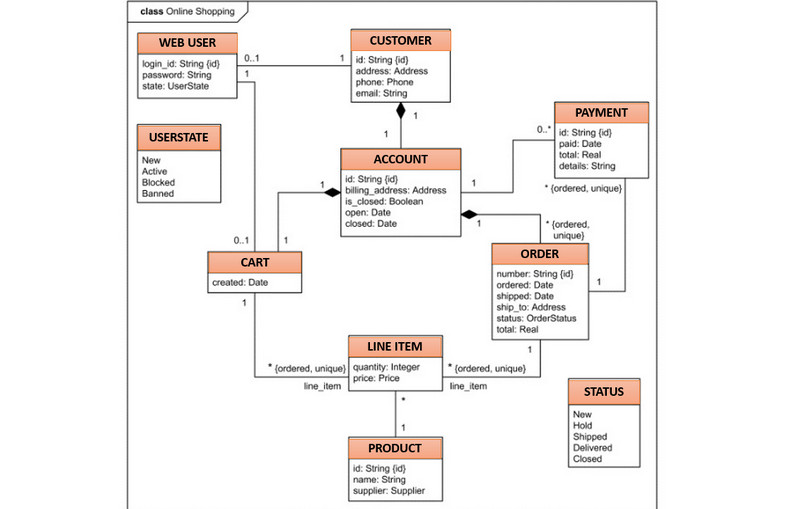 class Online Shopping
WEB USER
login_id: String {id}
password: String
state: UserState
0..1
1
1
CUSTOMER
id: String {id}
address: Address
phone: Phone
email: String
1
1
USERSTATE
New
Active
Blocked
Banned
ACCOUNT
id: String {id}
billing_address: Address
is_closed: Boolean
open: Date
closed: Date
1
1
1
PAYMENT
id: String {id}
paid: Date
total: Real
details: String
0..*
* {ordered, unique}
* {ordered,
unique}
0..1
1
CART
created: Date
1
ORDER
number: String {id}
ordered: Date
shipped: Date
ship_to: Address
status: OrderStatus
total: Real
1
1
LINE ITEM
quantity: Integer
price: Price
* {ordered, unique}
line_item
* {ordered, unique}
line_item
*
1
PRODUCT
id: String {id}
name: String
supplier: Supplier
STATUS
New
Hold
Shipped
Delivered
Closed